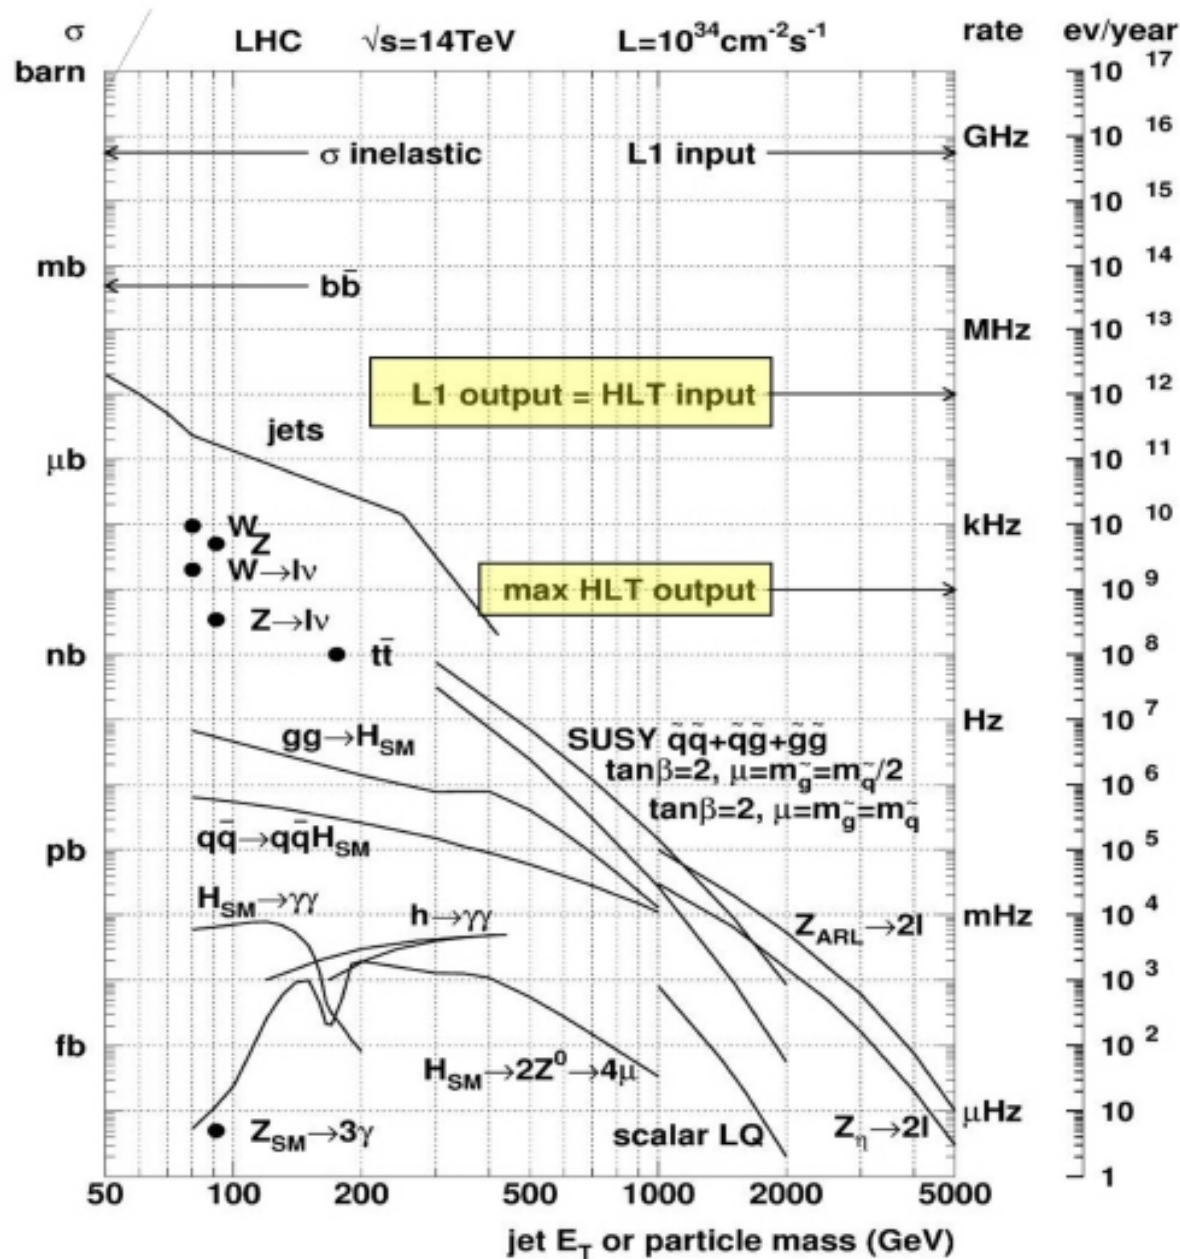 σ LHC √s=14TeV L=10³⁴cm⁻²s⁻¹ rate ev/year
barn 10 17
GHz 10 16
σ inelastic L1 input
10 15
mb 10 14
bb̄
MHz 10 13
L1 output = HLT input 10 12
jets
μb 10 11
W kHz 10 10
Z
W→lν
max HLT output 10 9
Z→lν
nb tt̄ 10 8
Hz 10 7
gg→H_SM SUSY q̃q̃+q̃g̃+g̃g̃
tanβ=2, μ=m_g̃=m_q̃/2 10 6
tanβ=2, μ=m_g̃=m_q̃
qq̄→qq̄H_SM
pb 10 5
H_SM→γγ
h→γγ mHz 10 4
Z_ARL→2l
10 3
fb 10 2
H_SM→2Z⁰→4μ
μHz 10
Z_SM→3γ scalar LQ Z_η→2l
1
50 100 200 500 1000 2000 5000
jet E_T or particle mass (GeV)